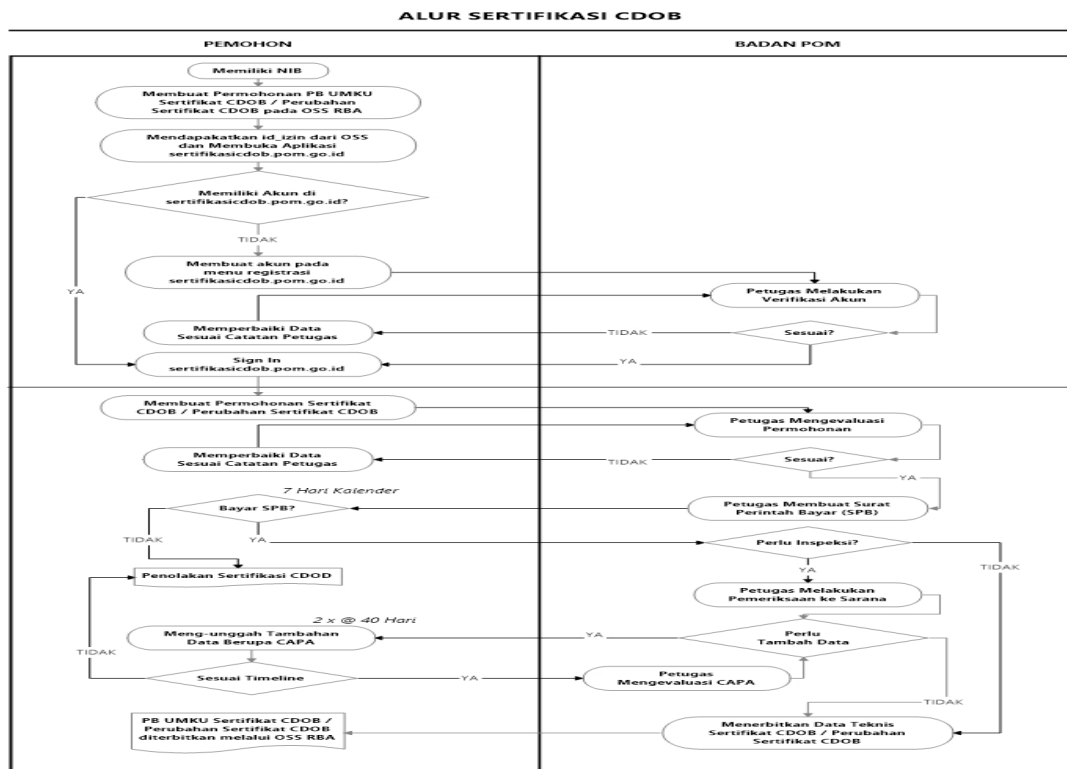 ALUR SERTIFIKASI CDOB
PEMOHON
BADAN POM
Memiliki NIB
Membuat Permohonan PB UMKU
Sertifikat CDOB / Perubahan
Sertifikat CDOB pada OSS RBA
Mendapakatkan id_izin dari OSS
dan Membuka Aplikasi
sertifikasicdob.pom.go.id
Memiliki Akun di
sertifikasicdob.pom.go.id?
TIDAK
YA
Membuat akun pada
menu registrasi
sertifikasicdob.pom.go.id
Petugas Melakukan
Verifikasi Akun
Memperbaiki Data
Sesuai Catatan Petugas
TIDAK
Sesuai?
YA
Sign In
sertifikasicdob.pom.go.id
Membuat Permohonan Sertifikat
CDOB / Perubahan Sertifikat CDOB
Petugas Mengevaluasi
Permohonan
Memperbaiki Data
Sesuai Catatan Petugas
TIDAK
Sesuai?
YA
7 Hari Kalender
Bayar SPB?
Petugas Membuat Surat
Perintah Bayar (SPB)
TIDAK
YA
Perlu Inspeksi?
YA
TIDAK
Penolakan Sertifikasi CDOD
Petugas Melakukan
Pemeriksaan ke Sarana
2 x @ 40 Hari
Meng-unggah Tambahan
Data Berupa CAPA
YA
Perlu
Tambah Data
TIDAK
Sesuai Timeline
YA
Petugas
Mengevaluasi CAPA
TIDAK
PB UMKU Sertifikat CDOB /
Perubahan Sertifikat CDOB
diterbitkan melalui OSS RBA
Menerbitkan Data Teknis
Sertifikat CDOB / Perubahan
Sertifikat CDOB